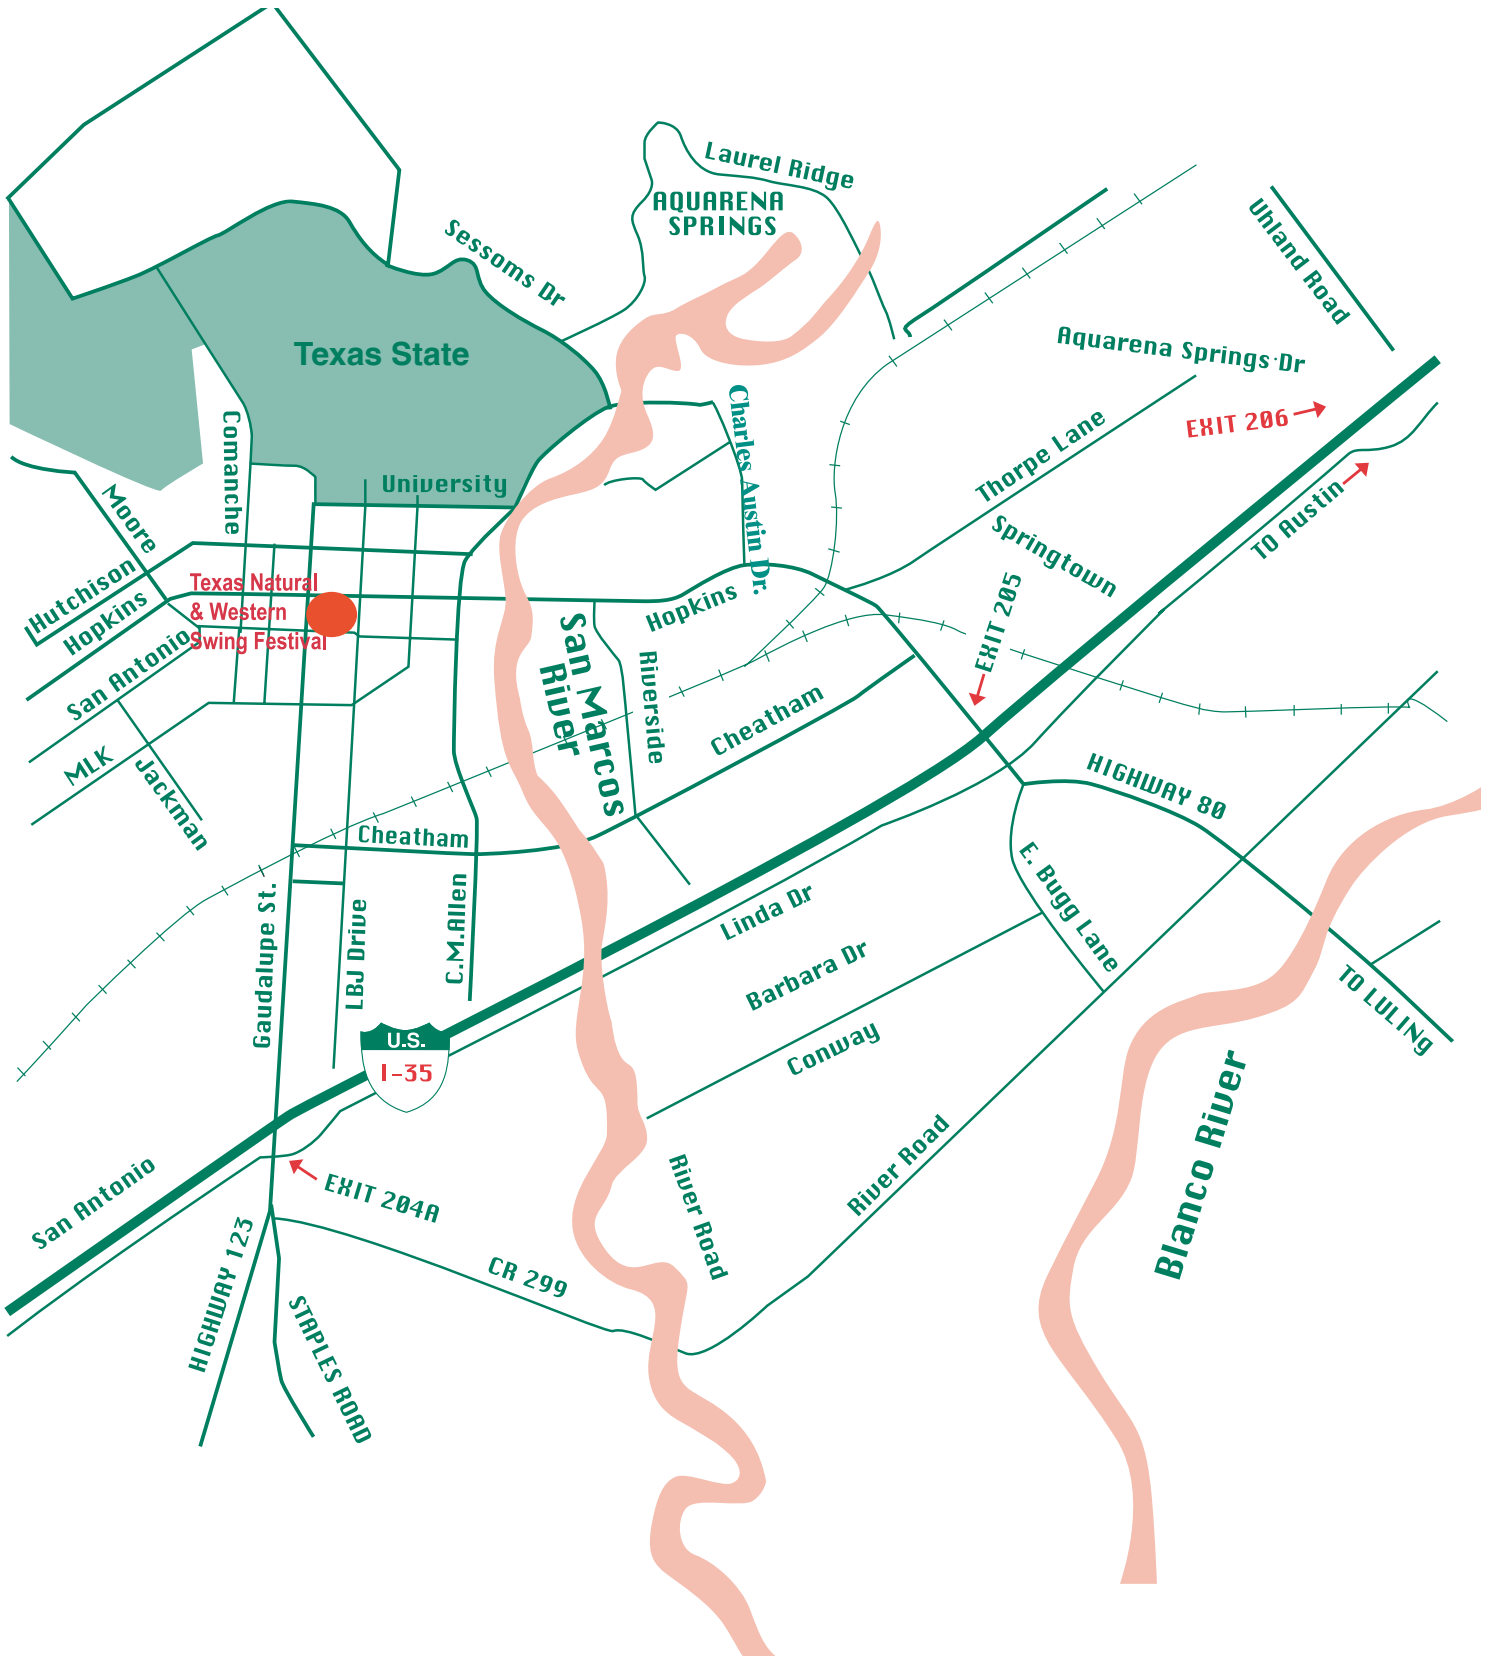 Laurel Ridge
AQUARENA
SPRINGS
Sessoms Dr
Uhland Road
Texas State
Aquarena Springs Dr
EXIT 206
Charles Austin Dr.
Comanche
University
Thorpe Lane
Moore
TO Austin
Springtown
Hutchison
Hopkins
Texas Natural
& Western
Swing Festival
San Antonio
Hopkins
EXIT 205
San Marcos
River
Riverside
Cheatham
MLK
Jackman
HIGHWAY 80
Cheatham
E. Bugg Lane
Gaudalupe St.
LBJ Drive
C.M.Allen
Linda Dr
Barbara Dr
Conway
TO LULING
U.S.
I-35
Blanco River
River Road
River Road
San Antonio
EXIT 204A
CR 299
HIGHWAY 123
STAPLES ROAD